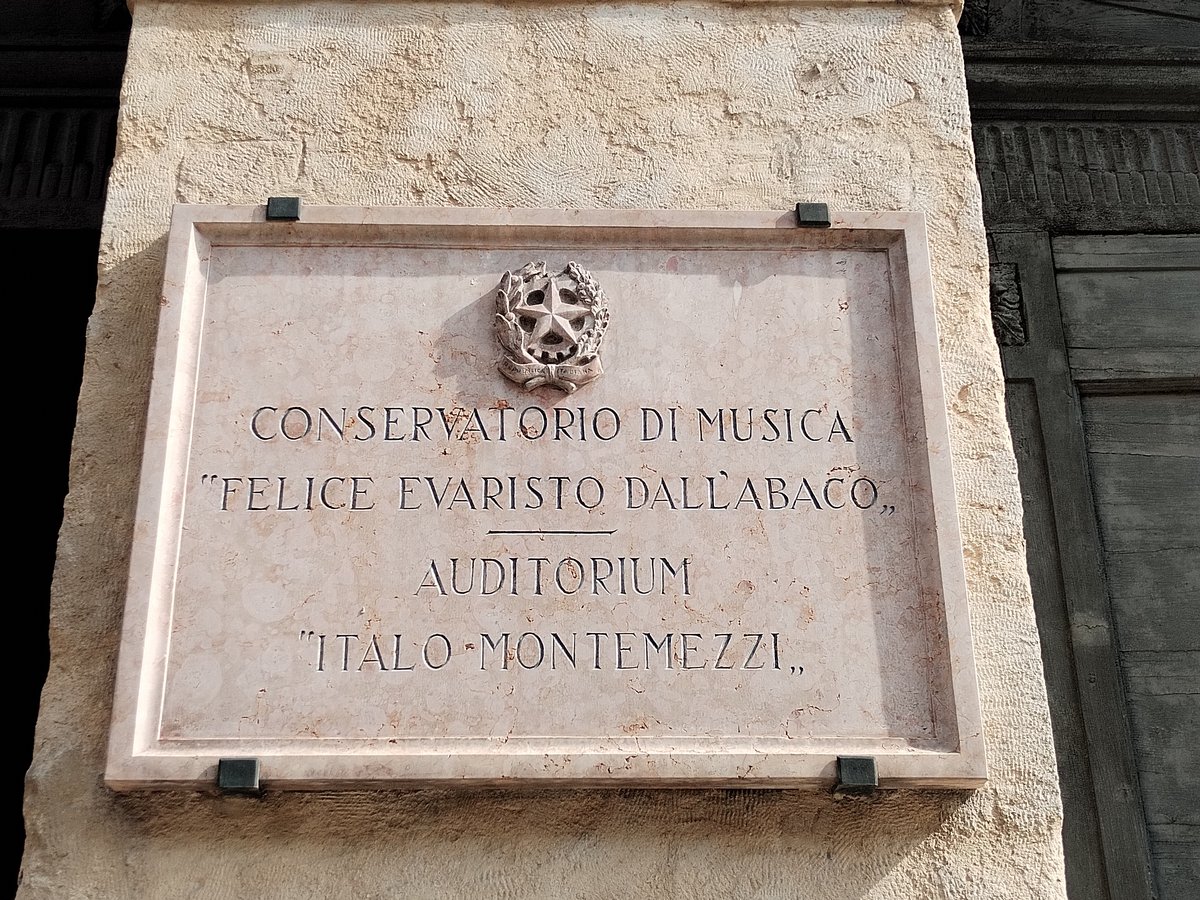 CONSERVATORIO DI MUSICA
"FELICE EVARISTO DALL'ABACO„
AUDITORIUM
"ITALO MONTEMEZZI„